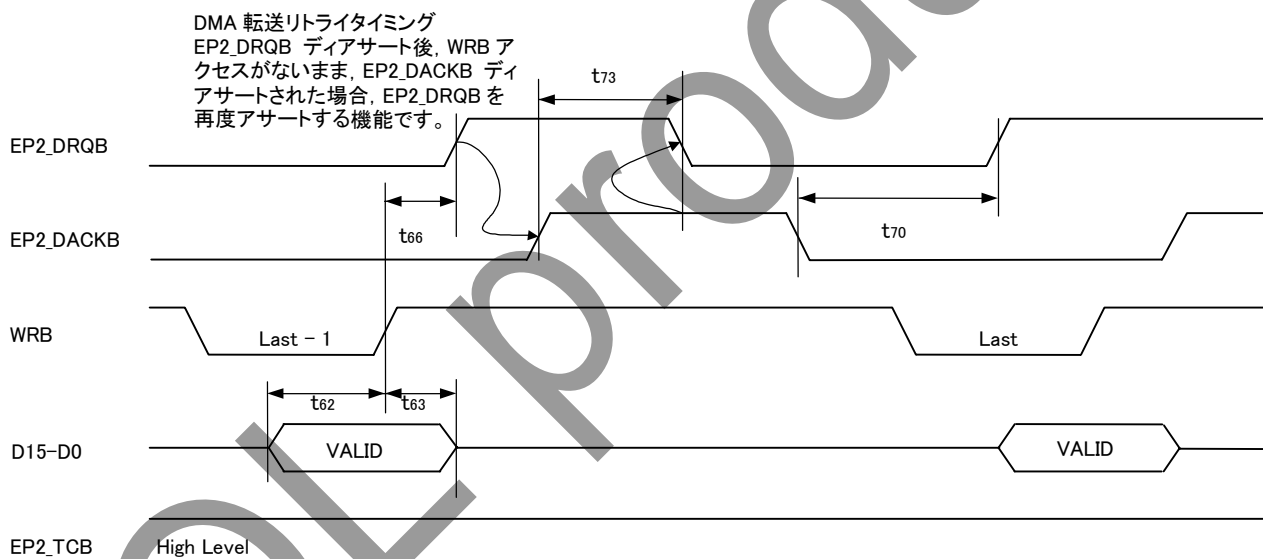 DMA 転送リトライタイミング
EP2_DRQB ディアサート後, WRB ア
クセスがないまま, EP2_DACKB ディ
アサートされた場合, EP2_DRQB を
再度アサートする機能です。
t73
EP2_DRQB
EP2_DACKB
t66
t70
WRB
Last - 1
Last
t62
t63
D15-D0
VALID
VALID
EP2_TCB
High Level